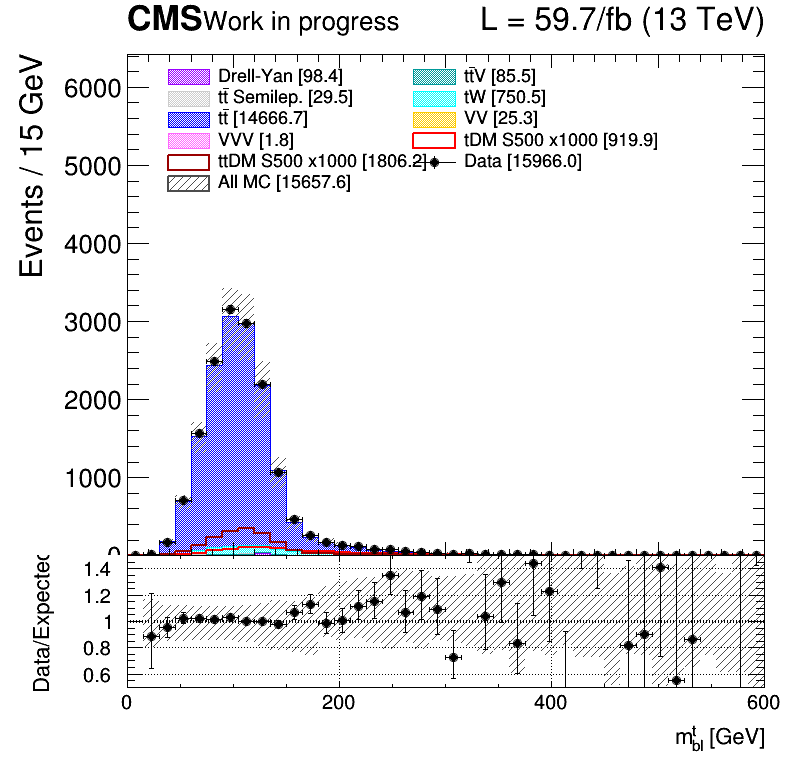 CMS Work in progress L = 59.7/fb (13 TeV)
Events / 15 GeV
6000
5000
4000
3000
2000
1000
0
Drell-Yan [98.4] tt̄V [85.5]
tt̄ Semilep. [29.5] tW [750.5]
tt̄ [14666.7] VV [25.3]
VVV [1.8] tDM S500 x1000 [919.9]
ttDM S500 x1000 [1806.2] Data [15966.0]
All MC [15657.6]
Data/Expected
1.4
1.2
1
0.8
0.6
0 200 400 600
m^t_bl [GeV]